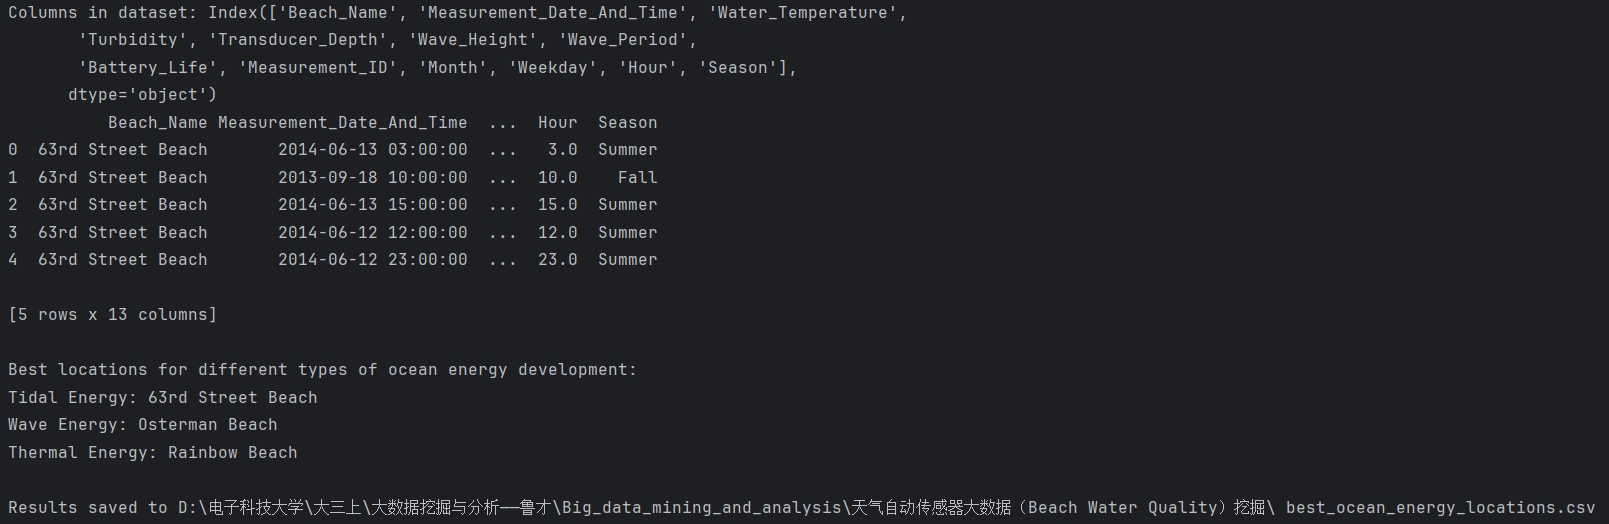 Columns in dataset: Index(['Beach_Name', 'Measurement_Date_And_Time', 'Water_Temperature',
       'Turbidity', 'Transducer_Depth', 'Wave_Height', 'Wave_Period',
       'Battery_Life', 'Measurement_ID', 'Month', 'Weekday', 'Hour', 'Season'],
      dtype='object')
          Beach_Name Measurement_Date_And_Time  ...  Hour  Season
0  63rd Street Beach       2014-06-13 03:00:00  ...   3.0  Summer
1  63rd Street Beach       2013-09-18 10:00:00  ...  10.0    Fall
2  63rd Street Beach       2014-06-13 15:00:00  ...  15.0  Summer
3  63rd Street Beach       2014-06-12 12:00:00  ...  12.0  Summer
4  63rd Street Beach       2014-06-12 23:00:00  ...  23.0  Summer
[5 rows x 13 columns]
Best locations for different types of ocean energy development:
Tidal Energy: 63rd Street Beach
Wave Energy: Osterman Beach
Thermal Energy: Rainbow Beach
Results saved to D:\电子科技大学\大三上\大数据挖掘与分析——鲁才\Big_data_mining_and_analysis\天气自动传感器大数据（Beach Water Quality）挖掘\ best_ocean_energy_locations.csv